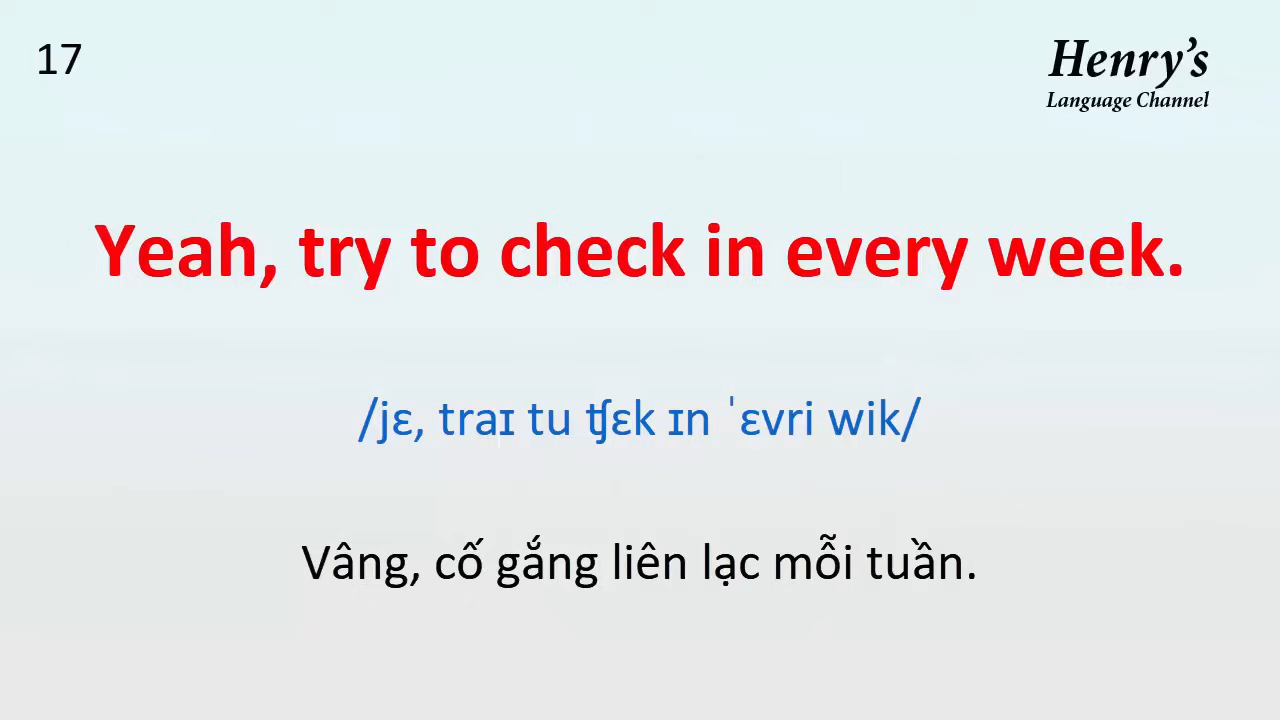 17
Henry's
Language Channel
Yeah, try to check in every week.
/jɛ, traɪ tu ʧɛk ɪn ˈɛvri wik/
Vâng, cố gắng liên lạc mỗi tuần.